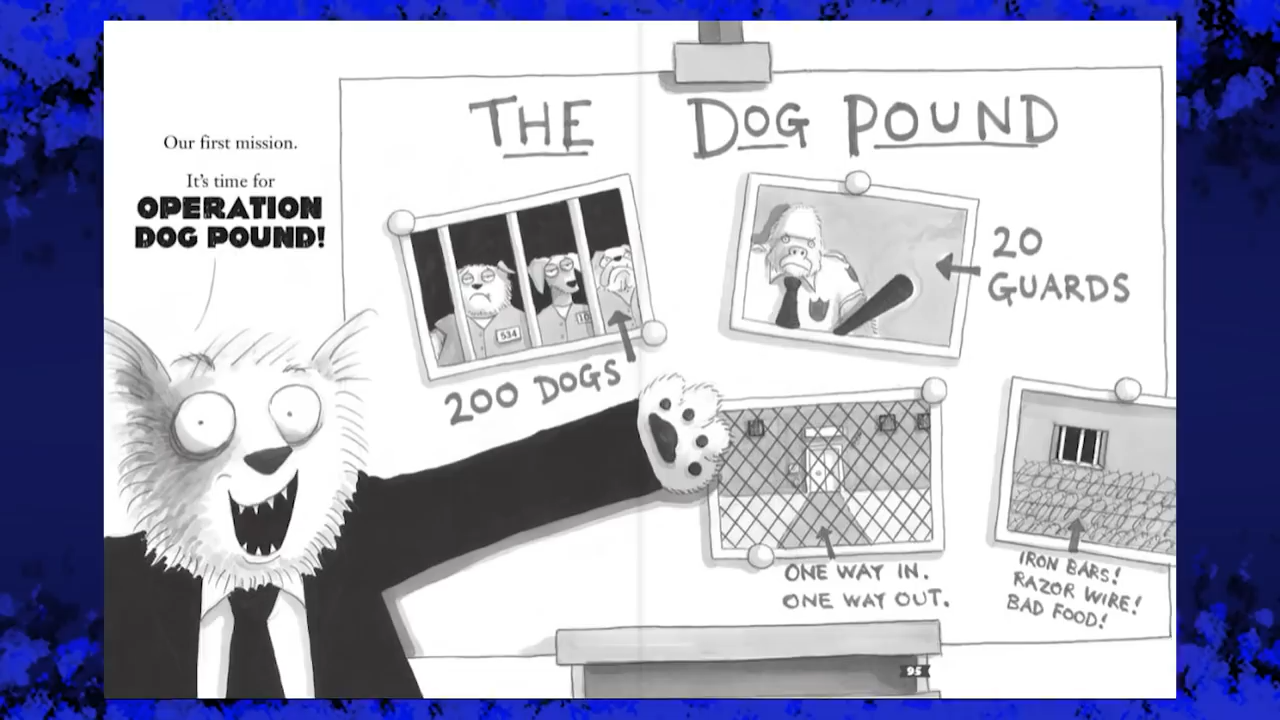 Our first mission.
It's time for
OPERATION
DOG POUND!
THE DOG POUND
534
200 DOGS
20
GUARDS
ONE WAY IN.
ONE WAY OUT.
IRON BARS!
RAZOR WIRE!
BAD FOOD!
95